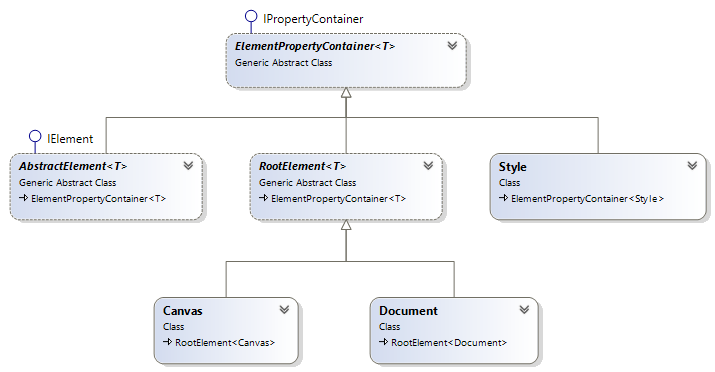 IPropertyContainer
ElementPropertyContainer<T>
Generic Abstract Class
IElement
AbstractElement<T>
Generic Abstract Class
ElementPropertyContainer<T>
RootElement<T>
Generic Abstract Class
ElementPropertyContainer<T>
Style
Class
ElementPropertyContainer<Style>
Canvas
Class
RootElement<Canvas>
Document
Class
RootElement<Document>